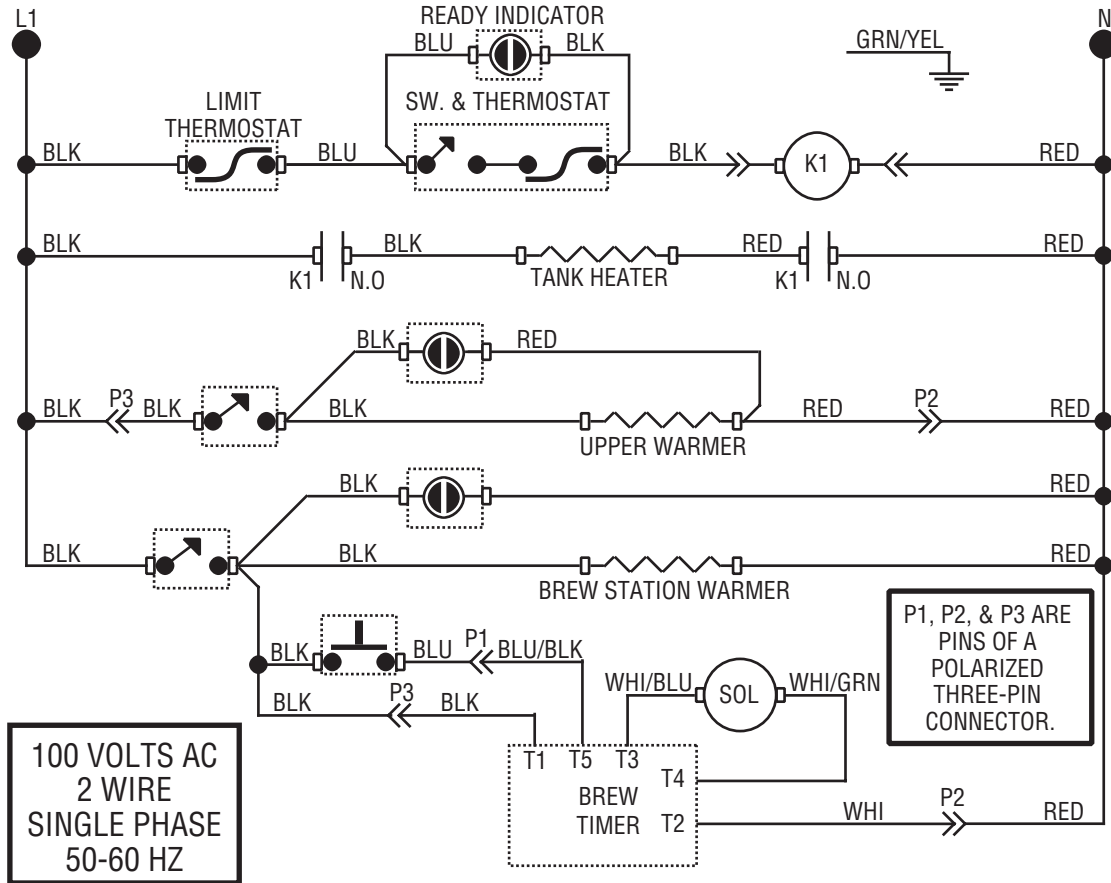 L1
READY INDICATOR
N
BLU
BLK
GRN/YEL
LIMIT
THERMOSTAT
SW. & THERMOSTAT
BLK
BLU
BLK
K1
RED
BLK
BLK
RED
RED
K1
N.O
TANK HEATER
K1
N.O
BLK
RED
BLK
P3
BLK
BLK
RED
P2
RED
UPPER WARMER
BLK
RED
BLK
BLK
RED
BREW STATION WARMER
P1, P2, & P3 ARE
PINS OF A
POLARIZED
THREE-PIN
CONNECTOR.
BLK
BLU
P1
BLU/BLK
WHI/BLU
SOL
WHI/GRN
BLK
P3
BLK
T1
T5
T3
T4
BREW
TIMER
T2
WHI
P2
RED
100 VOLTS AC
2 WIRE
SINGLE PHASE
50-60 HZ